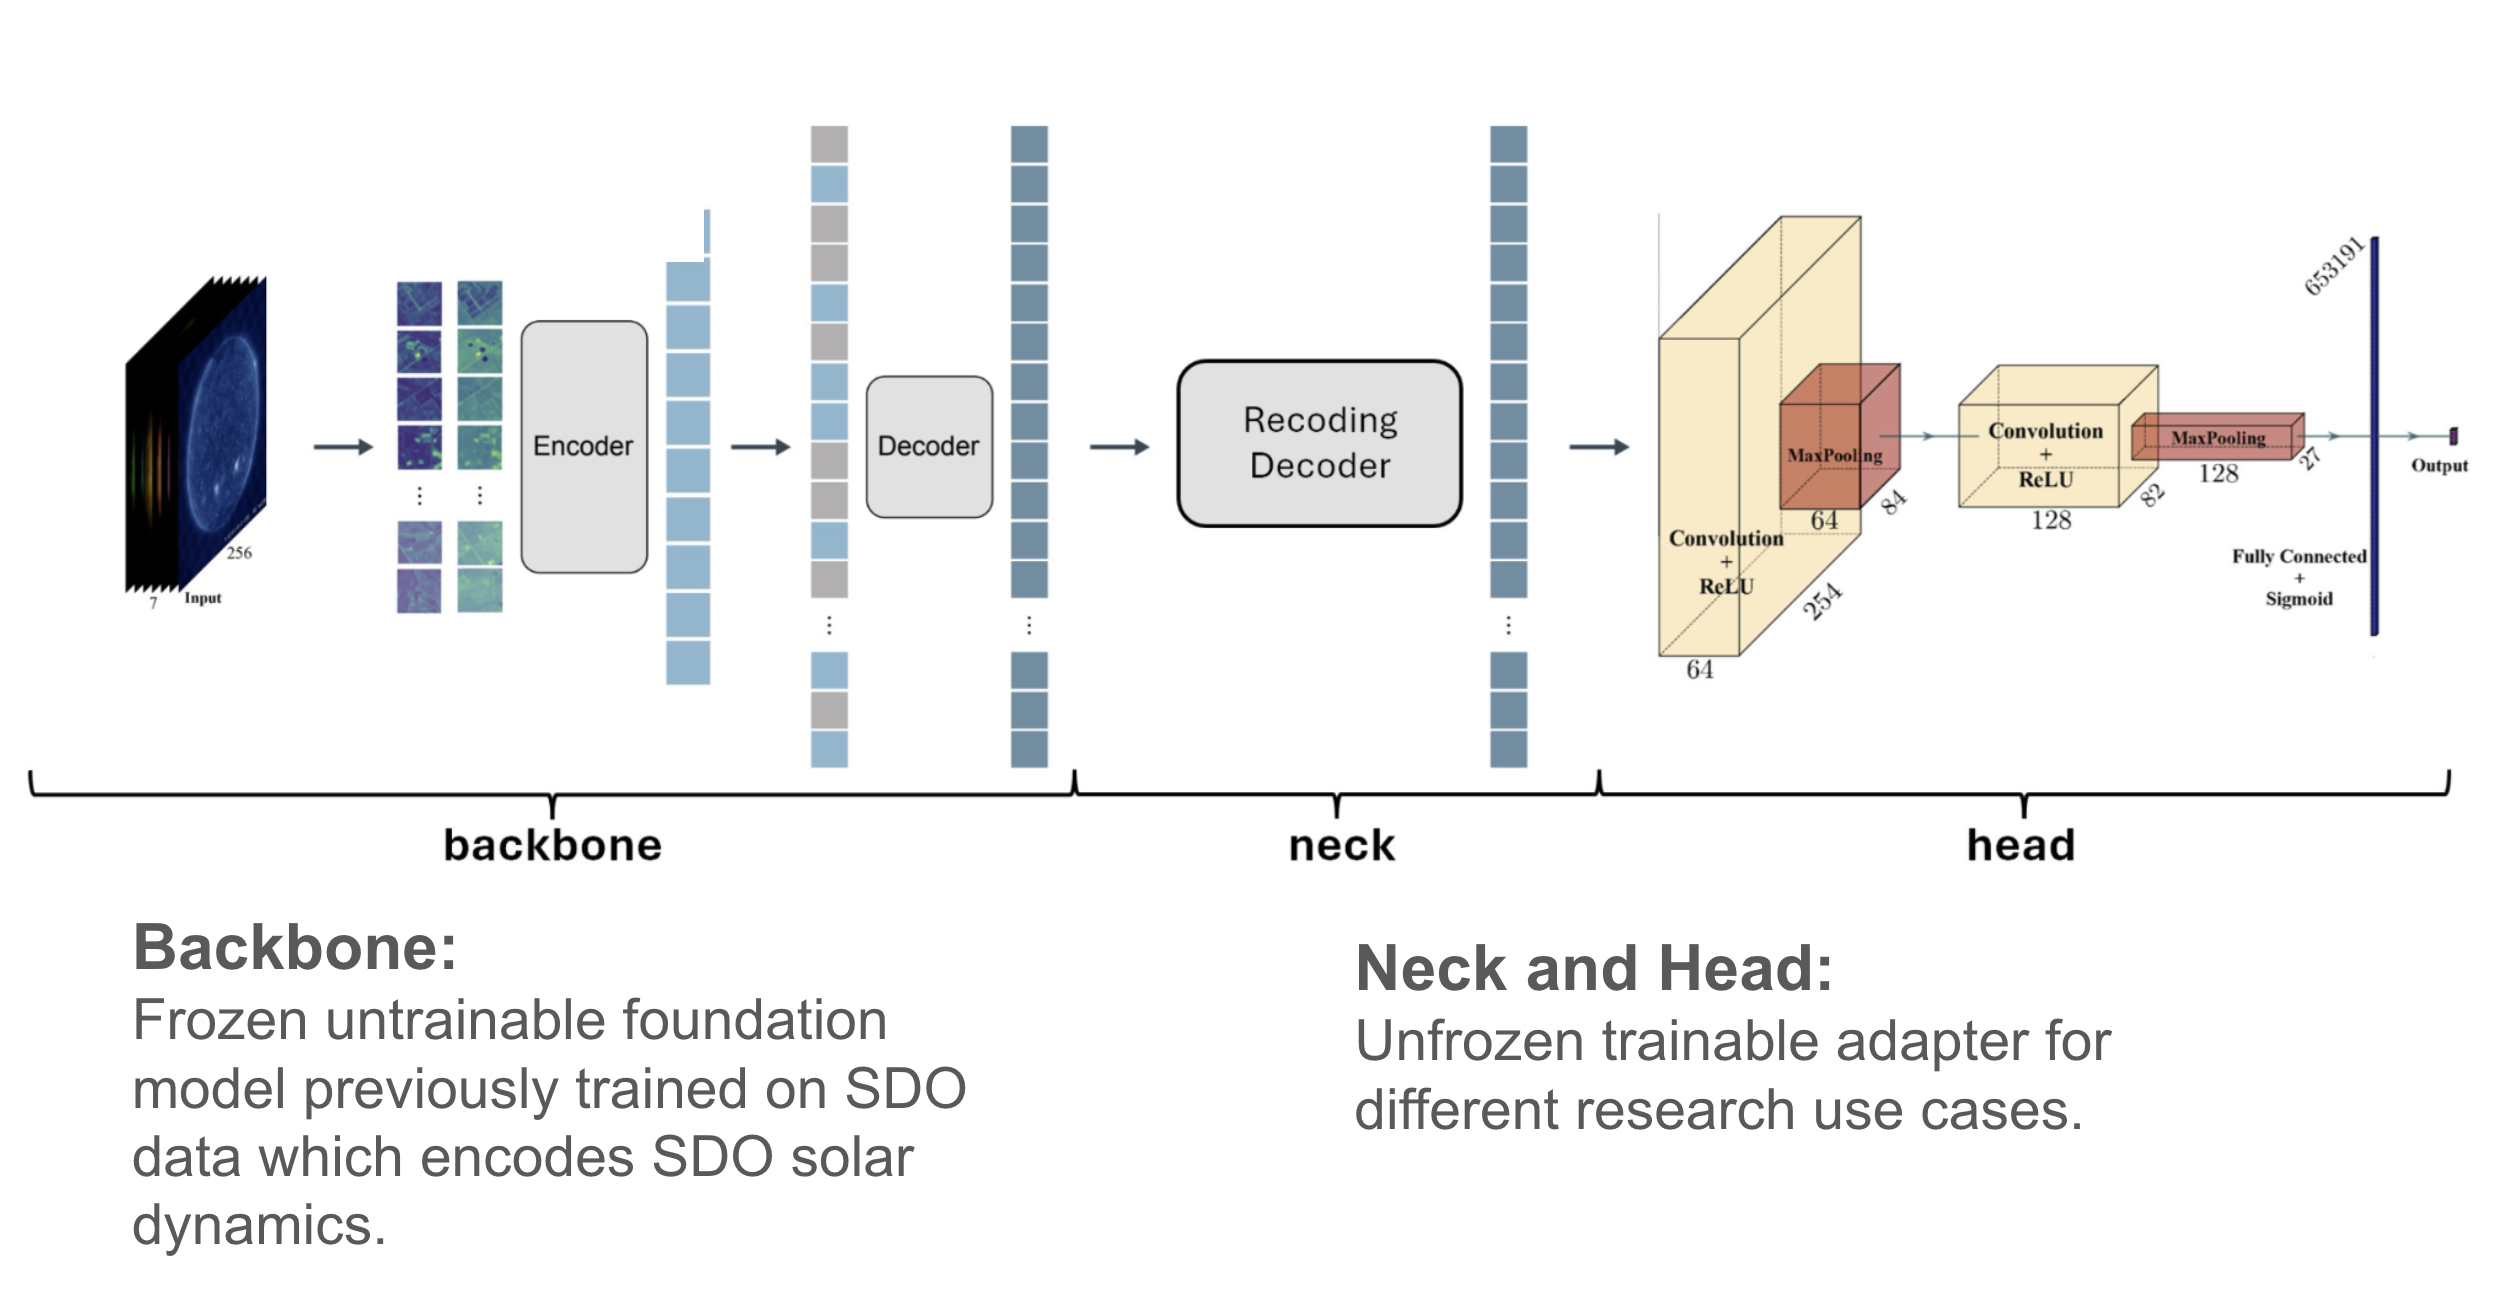 Encoder
Decoder
Recoding
Decoder
256
7
Input
Convolution
+
ReLU
64
254
MaxPooling
64
84
Convolution
+
ReLU
128
82
MaxPooling
128
27
653191
Fully Connected
+
Sigmoid
Output
backbone
neck
head
Backbone:
Frozen untrainable foundation
model previously trained on SDO
data which encodes SDO solar
dynamics.
Neck and Head:
Unfrozen trainable adapter for
different research use cases.